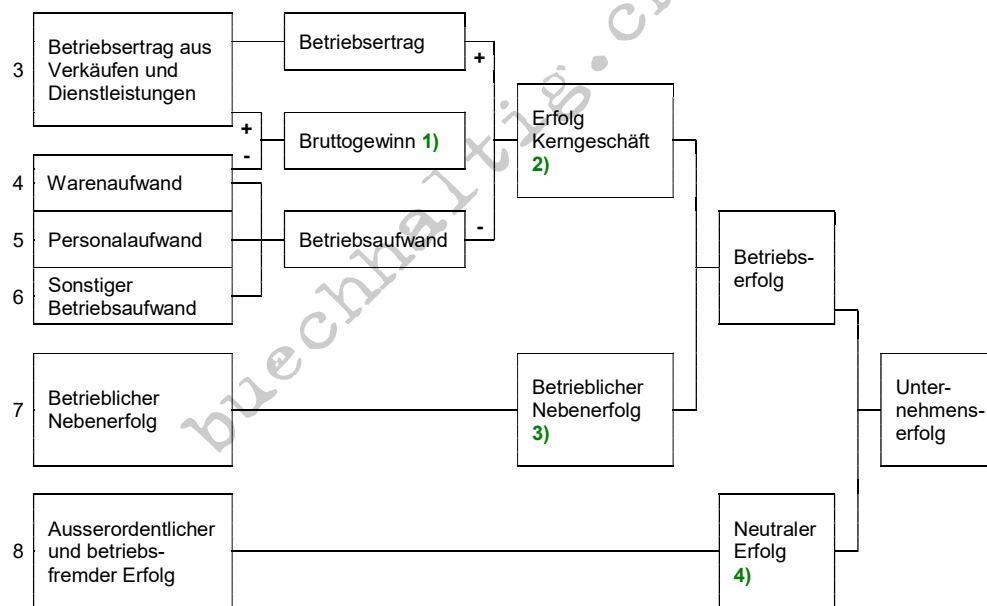 3
Betriebsertrag aus
Verkäufen und
Dienstleistungen
Betriebsertrag
+
+
-
Bruttogewinn 1)
Erfolg
Kerngeschäft
2)
4
Warenaufwand
5
Personalaufwand
Betriebsaufwand
-
Betriebs-
erfolg
6
Sonstiger
Betriebsaufwand
7
Betrieblicher
Nebenerfolg
Betrieblicher
Nebenerfolg
3)
Unter-
nehmens-
erfolg
8
Ausserordentlicher
und betriebs-
fremder Erfolg
Neutraler
Erfolg
4)